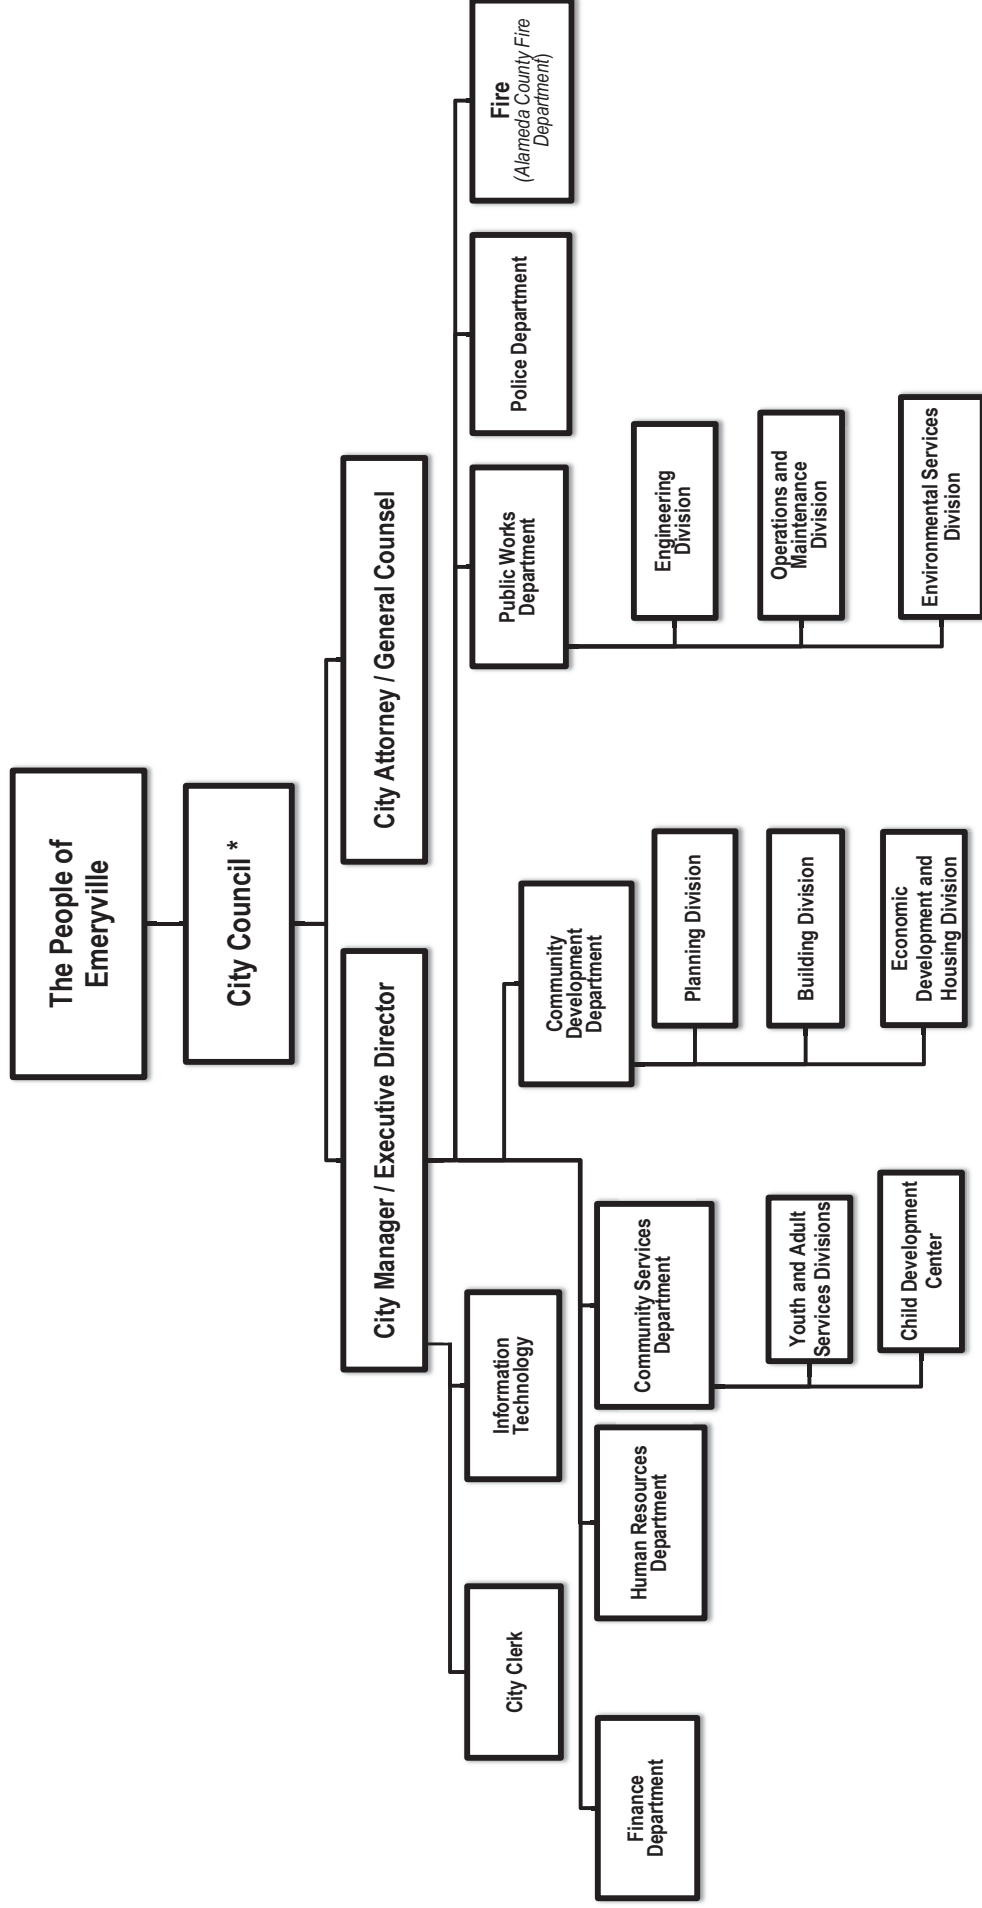 The People of
Emeryville
City Council *
City Manager / Executive Director
City Attorney / General Counsel
City Clerk
Information
Technology
Finance
Department
Human Resources
Department
Community Services
Department
Youth and Adult
Services Divisions
Child Development
Center
Community
Development
Department
Planning Division
Building Division
Economic
Development and
Housing Division
Public Works
Department
Engineering
Division
Operations and
Maintenance
Division
Environmental Services
Division
Police Department
Fire
(Alameda County Fire
Department)